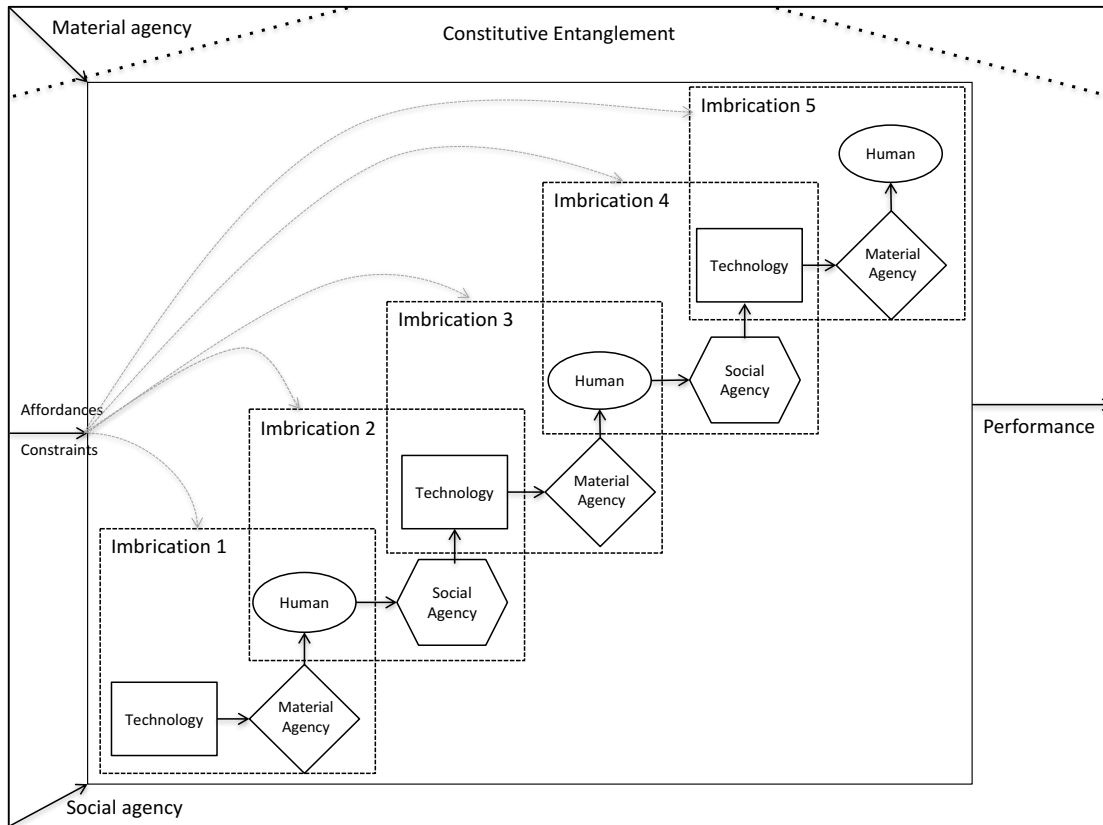 Material agency
Constitutive Entanglement
Imbrication 5
Human
Imbrication 4
Technology
Material
Agency
Imbrication 3
Human
Social
Agency
Affordances
Constraints
Performance
Imbrication 2
Technology
Material
Agency
Imbrication 1
Human
Social
Agency
Technology
Material
Agency
Social agency